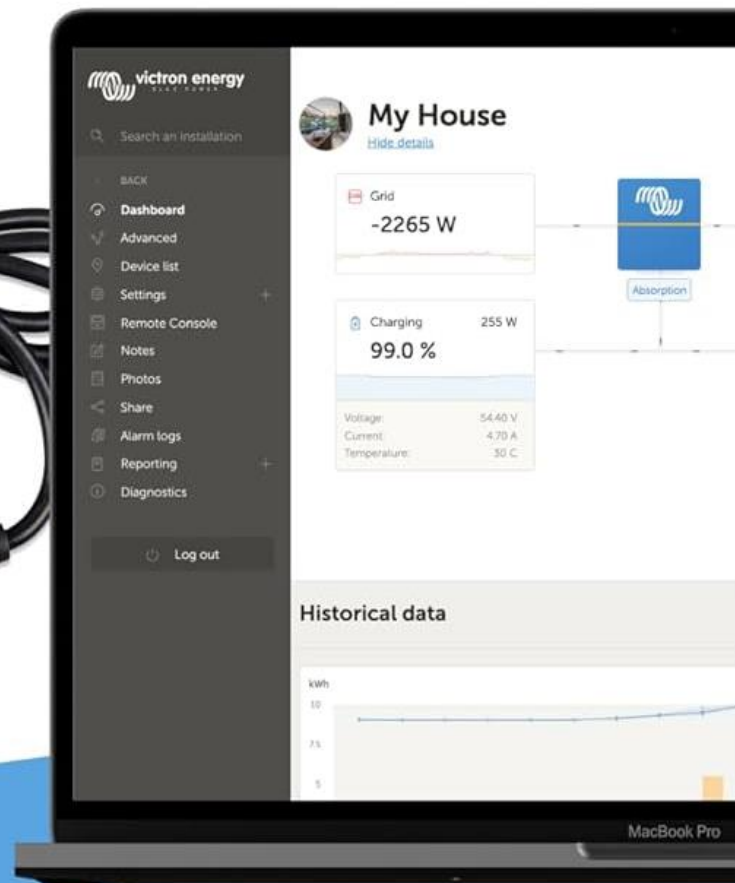 victron energy
BLUE POWER
Search an installation
BACK
Dashboard
Advanced
Device list
Settings
Remote Console
Notes
Photos
Share
Alarm logs
Reporting
Diagnostics
Log out
My House
Hide details
Grid
-2265 W
Absorption
Charging 255 W
99.0 %
Voltage: 54.40 V
Current: 4.70 A
Temperature: 30 C
Historical data
kWh
10
7.5
5
MacBook Pro